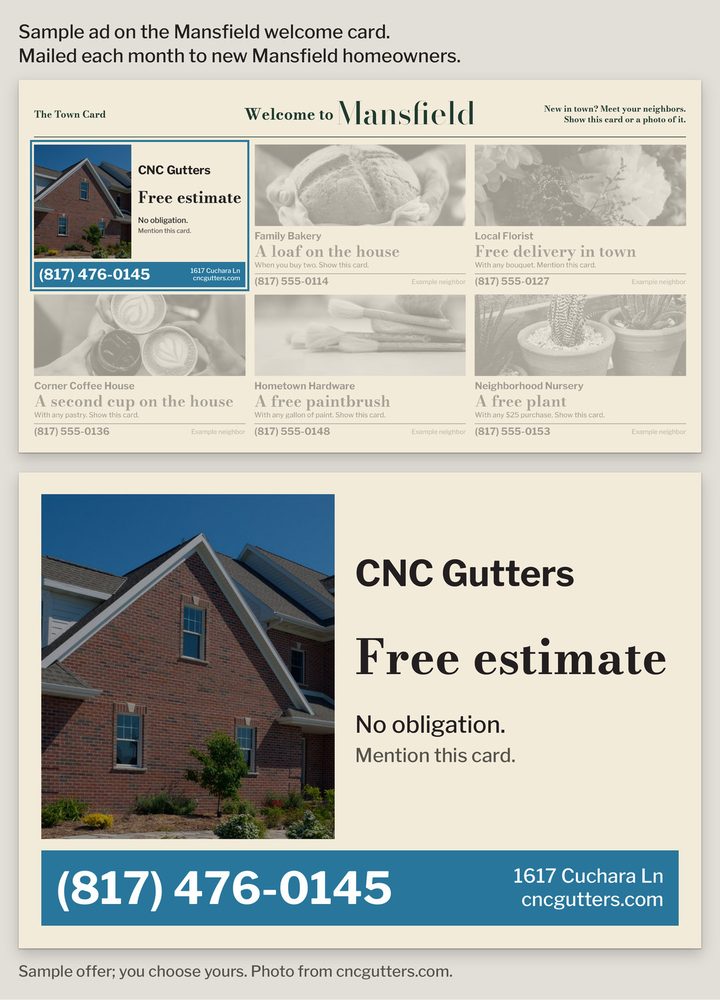 Sample ad on the Mansfield welcome card.
Mailed each month to new Mansfield homeowners.
The Town Card
Welcome to Mansfield
New in town? Meet your neighbors.
Show this card or a photo of it.
CNC Gutters
Free estimate
No obligation.
Mention this card.
(817) 476-0145
1617 Cuchara Ln
cncgutters.com
Family Bakery
A loaf on the house
When you buy two. Show this card.
(817) 555-0114
Example neighbor
Local Florist
Free delivery in town
With any bouquet. Mention this card.
(817) 555-0127
Example neighbor
Corner Coffee House
A second cup on the house
With any pastry. Show this card.
(817) 555-0136
Example neighbor
Hometown Hardware
A free paintbrush
With any gallon of paint. Show this card.
(817) 555-0148
Example neighbor
Neighborhood Nursery
A free plant
With any $25 purchase. Show this card.
(817) 555-0153
Example neighbor
CNC Gutters
Free estimate
No obligation.
Mention this card.
(817) 476-0145
1617 Cuchara Ln
cncgutters.com
Sample offer; you choose yours. Photo from cncgutters.com.